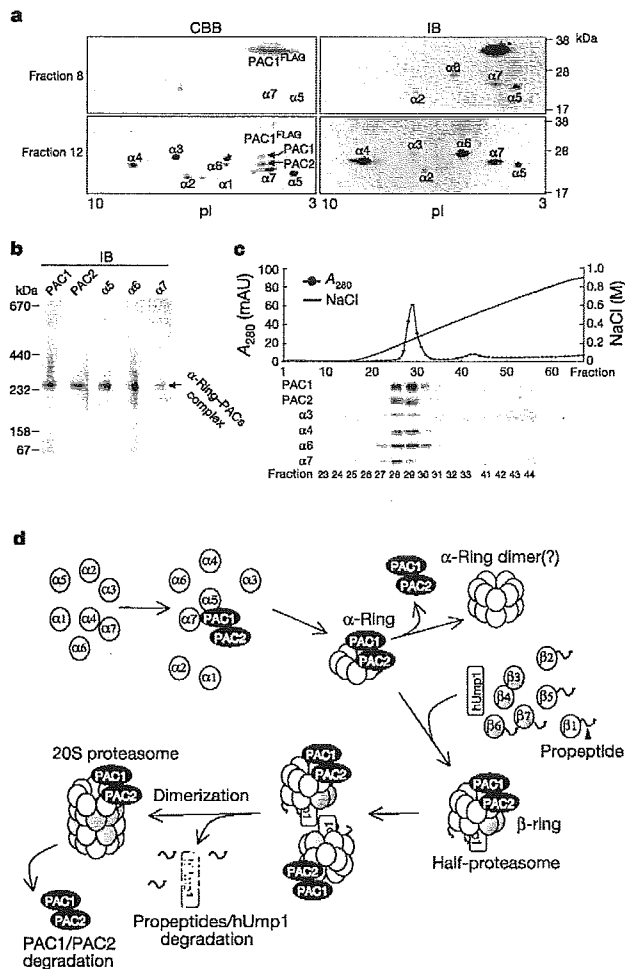 a
CBB
IB
kDa
Fraction 8
PAC1FLAG
α7
α5
α3
α7
α2
α5
38
28
17
Fraction 12
α4
α3
α6
α2
α1
PAC1FLAG
PAC1
PAC2
α7
α5
α4
α3
α6
α7
α2
α5
38
28
17
10
pI
3
10
pI
3
b
IB
PAC1
PAC2
α5
α6
α7
kDa
670
440
232
158
67
α-Ring–PACs
complex
c
A280 (mAU)
100
80
60
40
20
0
A280
NaCl
1.0
0.8
0.6
0.4
0.2
0
NaCl (M)
1
10
20
30
40
50
60
Fraction
PAC1
PAC2
α3
α4
α6
α7
Fraction 23 24 25 26 27 28 29 30 31 32 33 41 42 43 44
d
α5
α2
α3
α1
α4
α7
α6
α4
α6
α3
α5
α7
PAC1
PAC2
α2
α1
α-Ring
PAC1
PAC2
PAC1
PAC2
α-Ring dimer(?)
hUmp1
β2
β3
β4
β5
β6
β7
β1
Propeptide
PAC1
PAC2
β-ring
Half-proteasome
PAC1
PAC2
PAC2
PAC1
Dimerization
Propeptides/hUmp1
degradation
20S proteasome
PAC1
PAC2
PAC1
PAC2
PAC1/PAC2
degradation